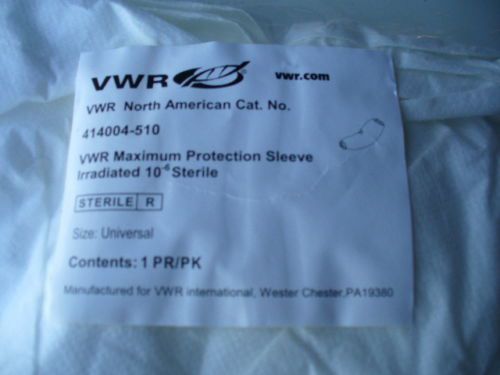 VWR vwr.com
VWR North American Cat. No.
414004-510
VWR Maximum Protection Sleeve
Irradiated 10⁻⁶ Sterile
STERILE R
Size: Universal
Contents: 1 PR/PK
Manufactured for VWR international, Wester Chester,PA19380